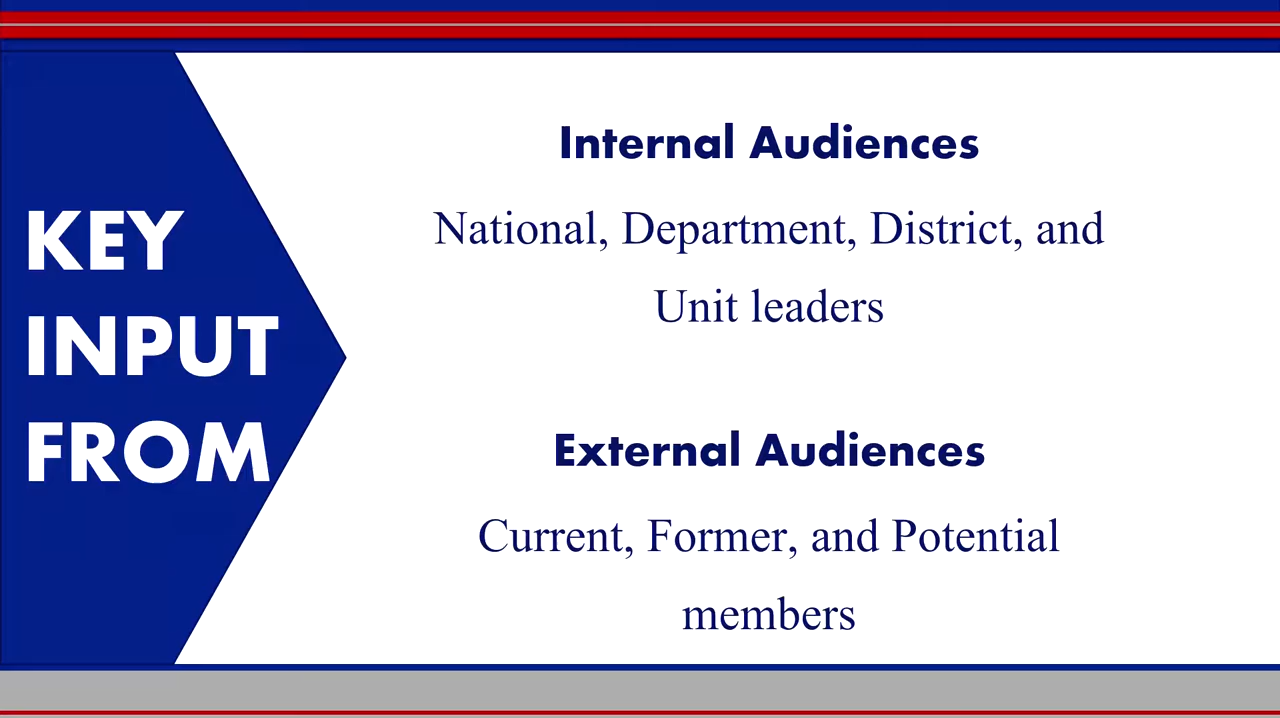 KEY
INPUT
FROM
Internal Audiences
National, Department, District, and
Unit leaders
External Audiences
Current, Former, and Potential
members